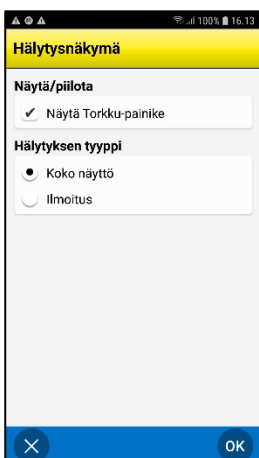 100% 16.13
Hälytysnäkymä
Näytä/piilota
Näytä Torkku-painike
Hälytyksen tyyppi
Koko näyttö
Ilmoitus
OK